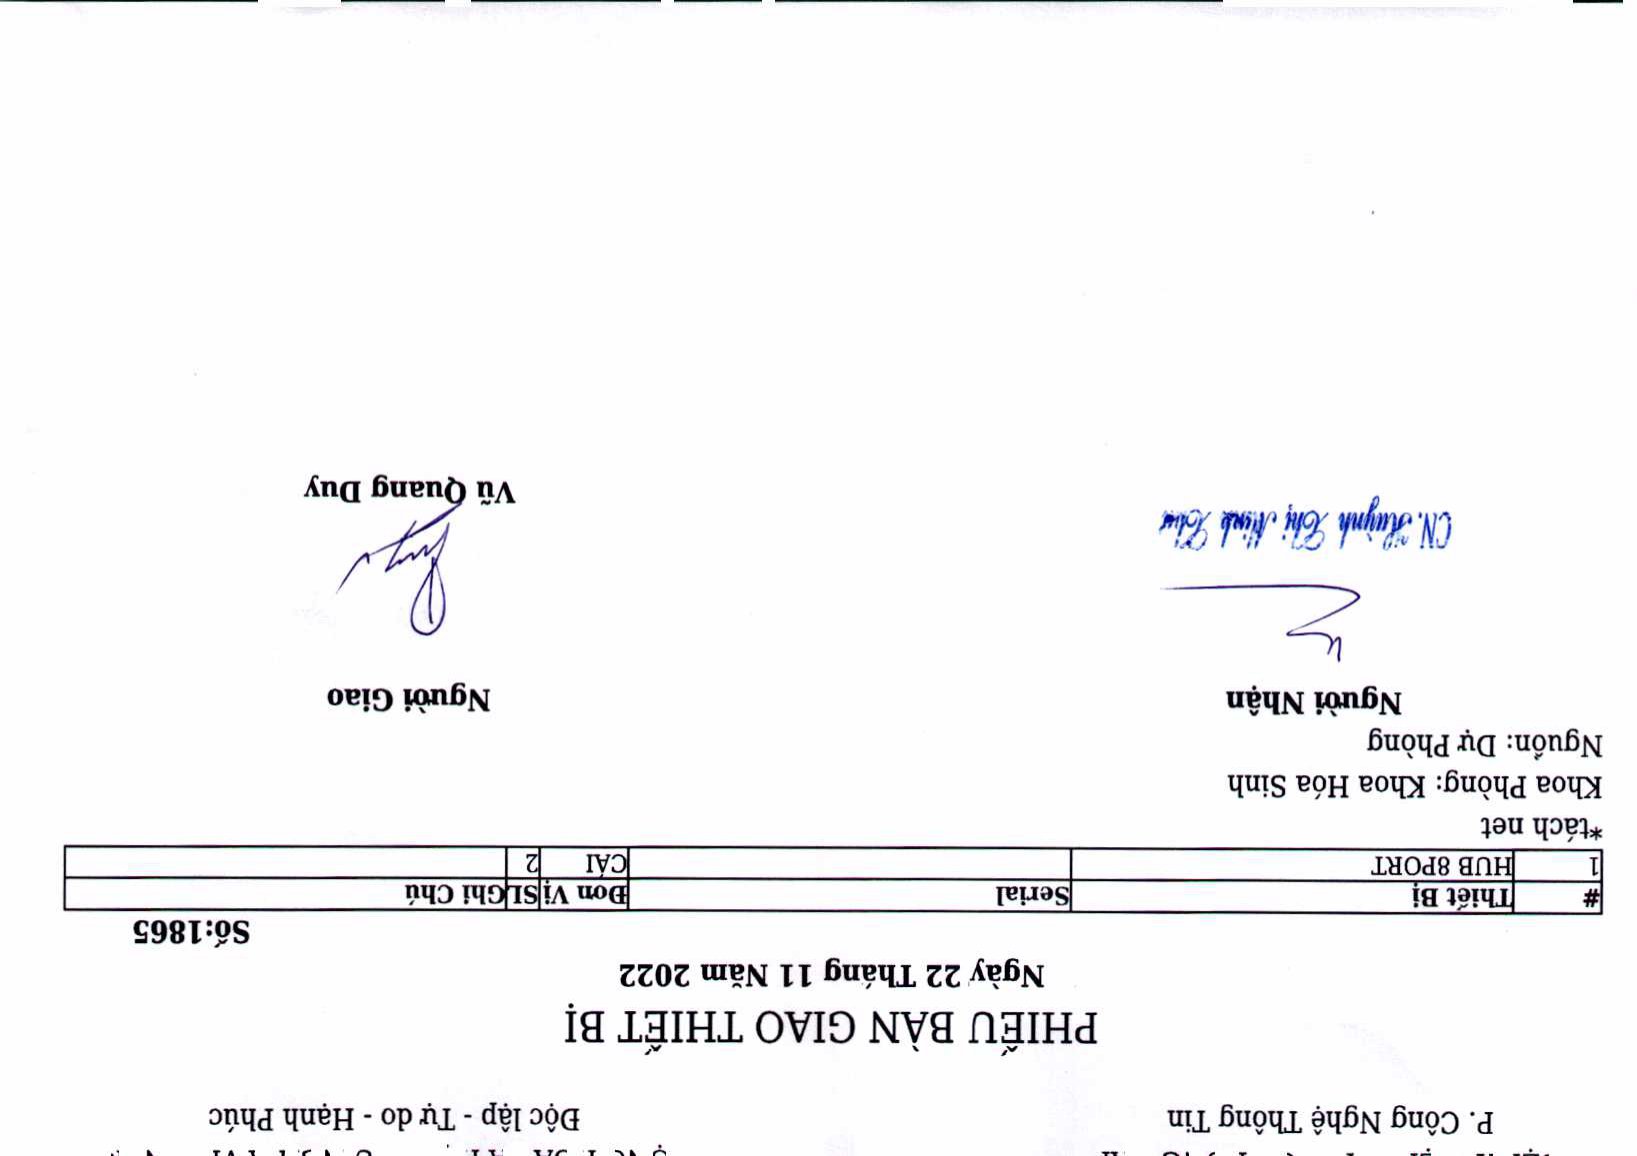 P. Công Nghệ Thông Tin
Độc lập - Tự do - Hạnh Phúc
PHIẾU BÀN GIAO THIẾT BỊ
Ngày 22 Tháng 11 Năm 2022
Số:1865
# Thiết Bị Serial Đơn Vị SL Ghi Chú
1 HUB 8PORT CÁI 2
*tách net
Khoa Phòng: Khoa Hóa Sinh
Nguồn: Dự Phòng
Người Nhận Người Giao
CN. Huỳnh Thị Minh Thư
Vũ Quang Duy